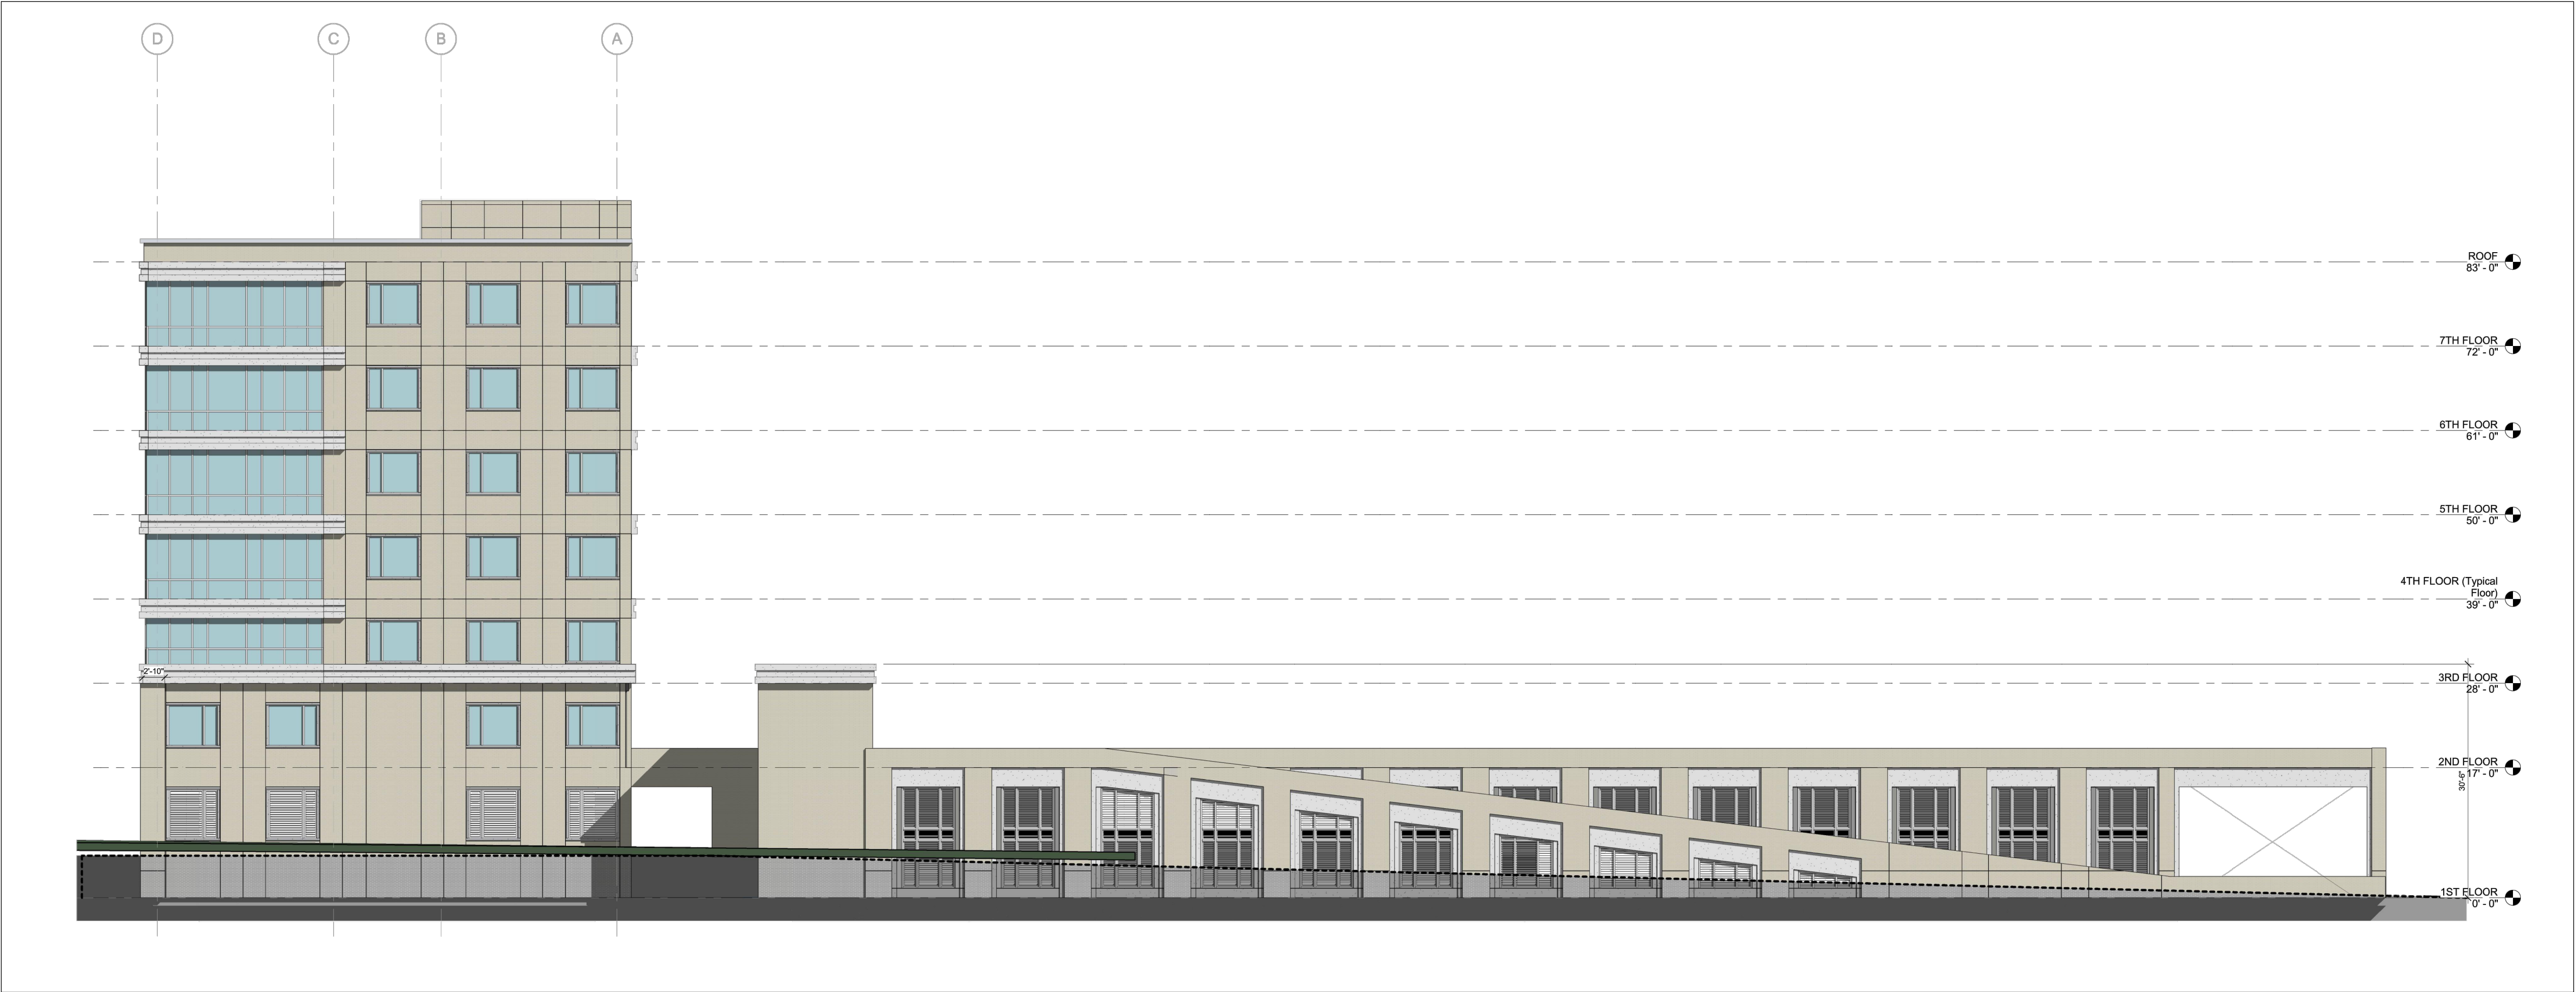 D C B A
ROOF
83' - 0"
7TH FLOOR
72' - 0"
6TH FLOOR
61' - 0"
5TH FLOOR
50' - 0"
4TH FLOOR (Typical
Floor)
39' - 0"
2'-10"
3RD FLOOR
28' - 0"
2ND FLOOR
17' - 0"
30'-6"
1ST FLOOR
0' - 0"